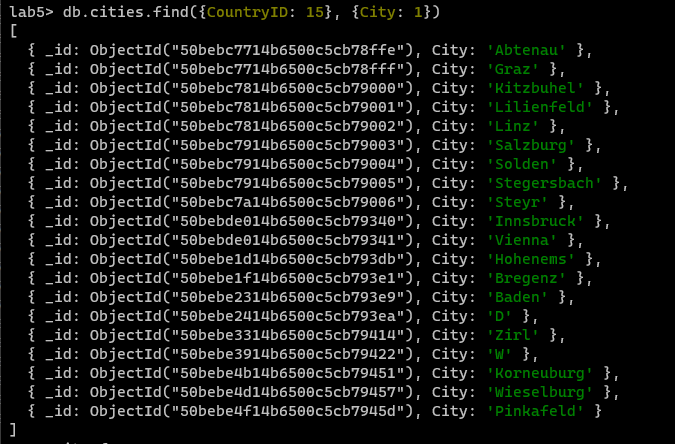 lab5> db.cities.find({CountryID: 15}, {City: 1})
[
  { _id: ObjectId("50bebc7714b6500c5cb78ffe"), City: 'Abtenau' },
  { _id: ObjectId("50bebc7714b6500c5cb78fff"), City: 'Graz' },
  { _id: ObjectId("50bebc7814b6500c5cb79000"), City: 'Kitzbuhel' },
  { _id: ObjectId("50bebc7814b6500c5cb79001"), City: 'Lilienfeld' },
  { _id: ObjectId("50bebc7814b6500c5cb79002"), City: 'Linz' },
  { _id: ObjectId("50bebc7914b6500c5cb79003"), City: 'Salzburg' },
  { _id: ObjectId("50bebc7914b6500c5cb79004"), City: 'Solden' },
  { _id: ObjectId("50bebc7914b6500c5cb79005"), City: 'Stegersbach' },
  { _id: ObjectId("50bebc7a14b6500c5cb79006"), City: 'Steyr' },
  { _id: ObjectId("50bebde014b6500c5cb79340"), City: 'Innsbruck' },
  { _id: ObjectId("50bebde014b6500c5cb79341"), City: 'Vienna' },
  { _id: ObjectId("50bebe1d14b6500c5cb793db"), City: 'Hohenems' },
  { _id: ObjectId("50bebe1f14b6500c5cb793e1"), City: 'Bregenz' },
  { _id: ObjectId("50bebe2314b6500c5cb793e9"), City: 'Baden' },
  { _id: ObjectId("50bebe2414b6500c5cb793ea"), City: 'D' },
  { _id: ObjectId("50bebe3314b6500c5cb79414"), City: 'Zirl' },
  { _id: ObjectId("50bebe3914b6500c5cb79422"), City: 'W' },
  { _id: ObjectId("50bebe4b14b6500c5cb79451"), City: 'Korneuburg' },
  { _id: ObjectId("50bebe4d14b6500c5cb79457"), City: 'Wieselburg' },
  { _id: ObjectId("50bebe4f14b6500c5cb7945d"), City: 'Pinkafeld' }
]